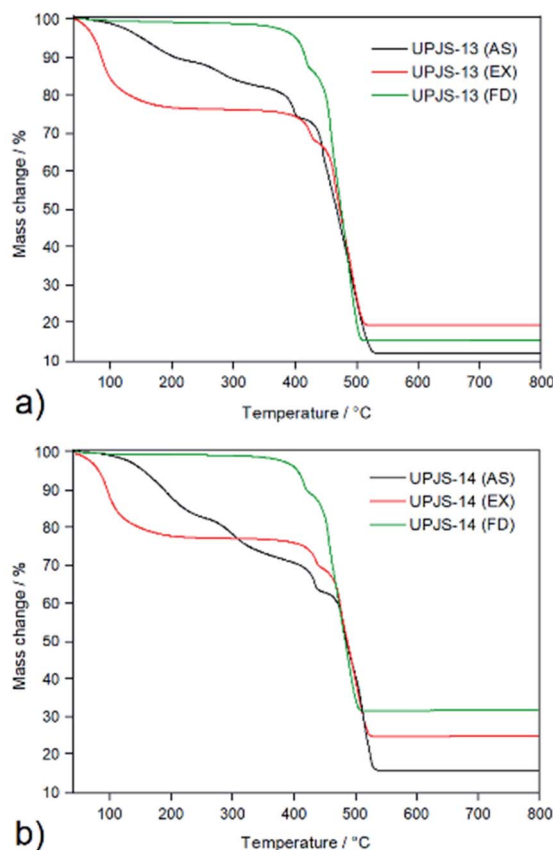 100
90
80
70
60
50
40
30
20
10
Mass change / %
UPJS-13 (AS)
UPJS-13 (EX)
UPJS-13 (FD)
100 200 300 400 500 600 700 800
Temperature / °C
a)
100
90
80
70
60
50
40
30
20
10
Mass change / %
UPJS-14 (AS)
UPJS-14 (EX)
UPJS-14 (FD)
100 200 300 400 500 600 700 800
Temperature / °C
b)